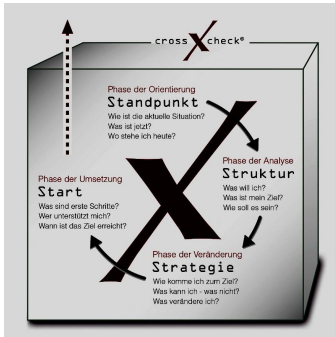 cross X check®
Phase der Orientierung
Standpunkt
Wie ist die aktuelle Situation?
Was ist jetzt?
Wo stehe ich heute?
Phase der Analyse
Struktur
Was will ich?
Was ist mein Ziel?
Wie soll es sein?
Phase der Veränderung
Strategie
Wie komme ich zum Ziel?
Was kann ich - was nicht?
Was verändere ich?
Phase der Umsetzung
Start
Was sind erste Schritte?
Wer unterstützt mich?
Wann ist das Ziel erreicht?
X